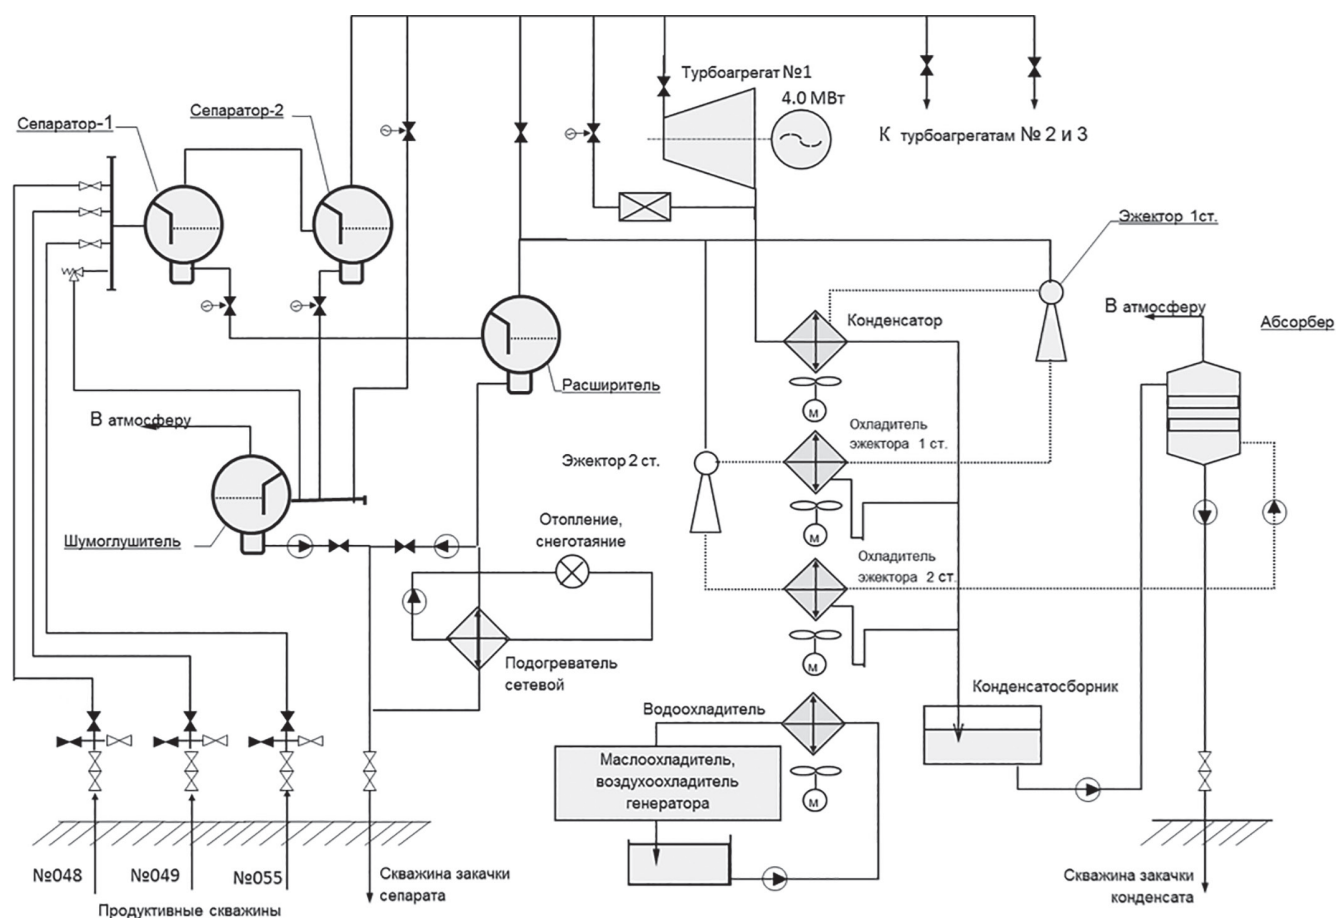 Турбоагрегат №1
4.0 МВт
Сепаратор-2
Сепаратор-1
К турбоагрегатам № 2 и 3
Эжектор 1ст.
В атмосферу
Конденсатор
Абсорбер
Расширитель
В атмосферу
М
Охладитель
эжектора 1 ст.
Эжектор 2 ст.
Шумоглушитель
Отопление,
снеготаяние
М
Охладитель
эжектора 2 ст.
М
Подогреватель
сетевой
Конденсатосборник
Водоохладитель
Маслоохладитель,
воздухоохладитель
генератора
М
№048
№049
№055
Продуктивные скважины
Скважина закачки
сепарата
Скважина закачки
конденсата